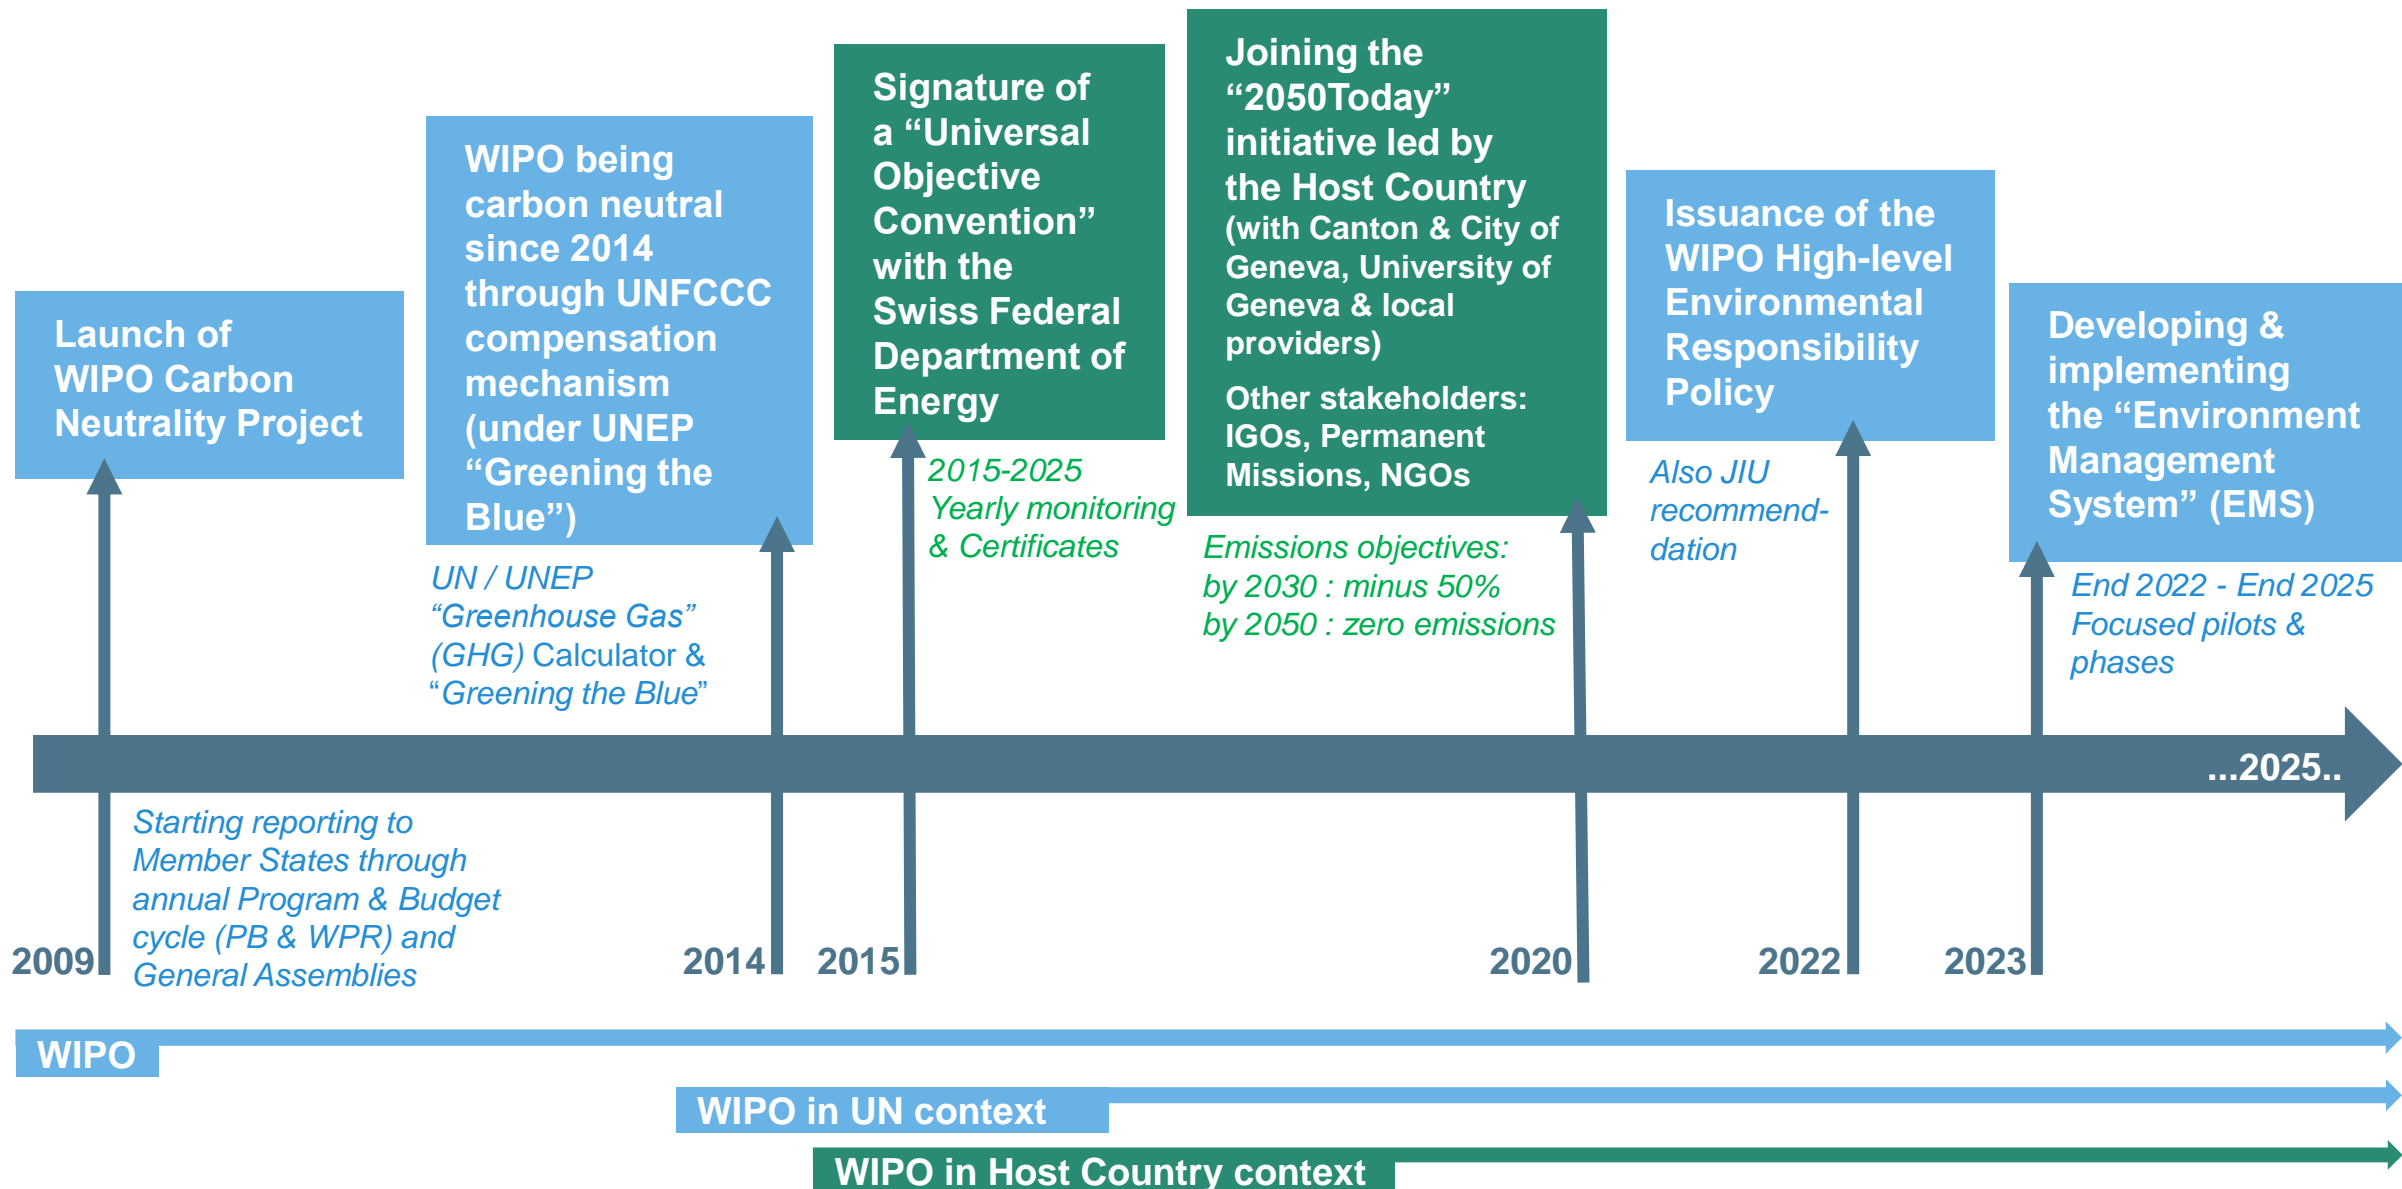 Launch of
WIPO Carbon
Neutrality Project
WIPO being
carbon neutral
since 2014
through UNFCCC
compensation
mechanism
(under UNEP
“Greening the
Blue”)
UN / UNEP
“Greenhouse Gas”
(GHG) Calculator &
“Greening the Blue”
Signature of
a “Universal
Objective
Convention”
with the
Swiss Federal
Department of
Energy
2015-2025
Yearly monitoring
& Certificates
Joining the
“2050Today”
initiative led by
the Host Country
(with Canton & City of
Geneva, University of
Geneva & local
providers)
Other stakeholders:
IGOs, Permanent
Missions, NGOs
Emissions objectives:
by 2030 : minus 50%
by 2050 : zero emissions
Issuance of the
WIPO High-level
Environmental
Responsibility
Policy
Also JIU
recommend-
dation
Developing &
implementing
the “Environment
Management
System” (EMS)
End 2022 - End 2025
Focused pilots &
phases
...2025..
Starting reporting to
Member States through
annual Program & Budget
cycle (PB & WPR) and
General Assemblies
2009
2014
2015
2020
2022
2023
WIPO
WIPO in UN context
WIPO in Host Country context